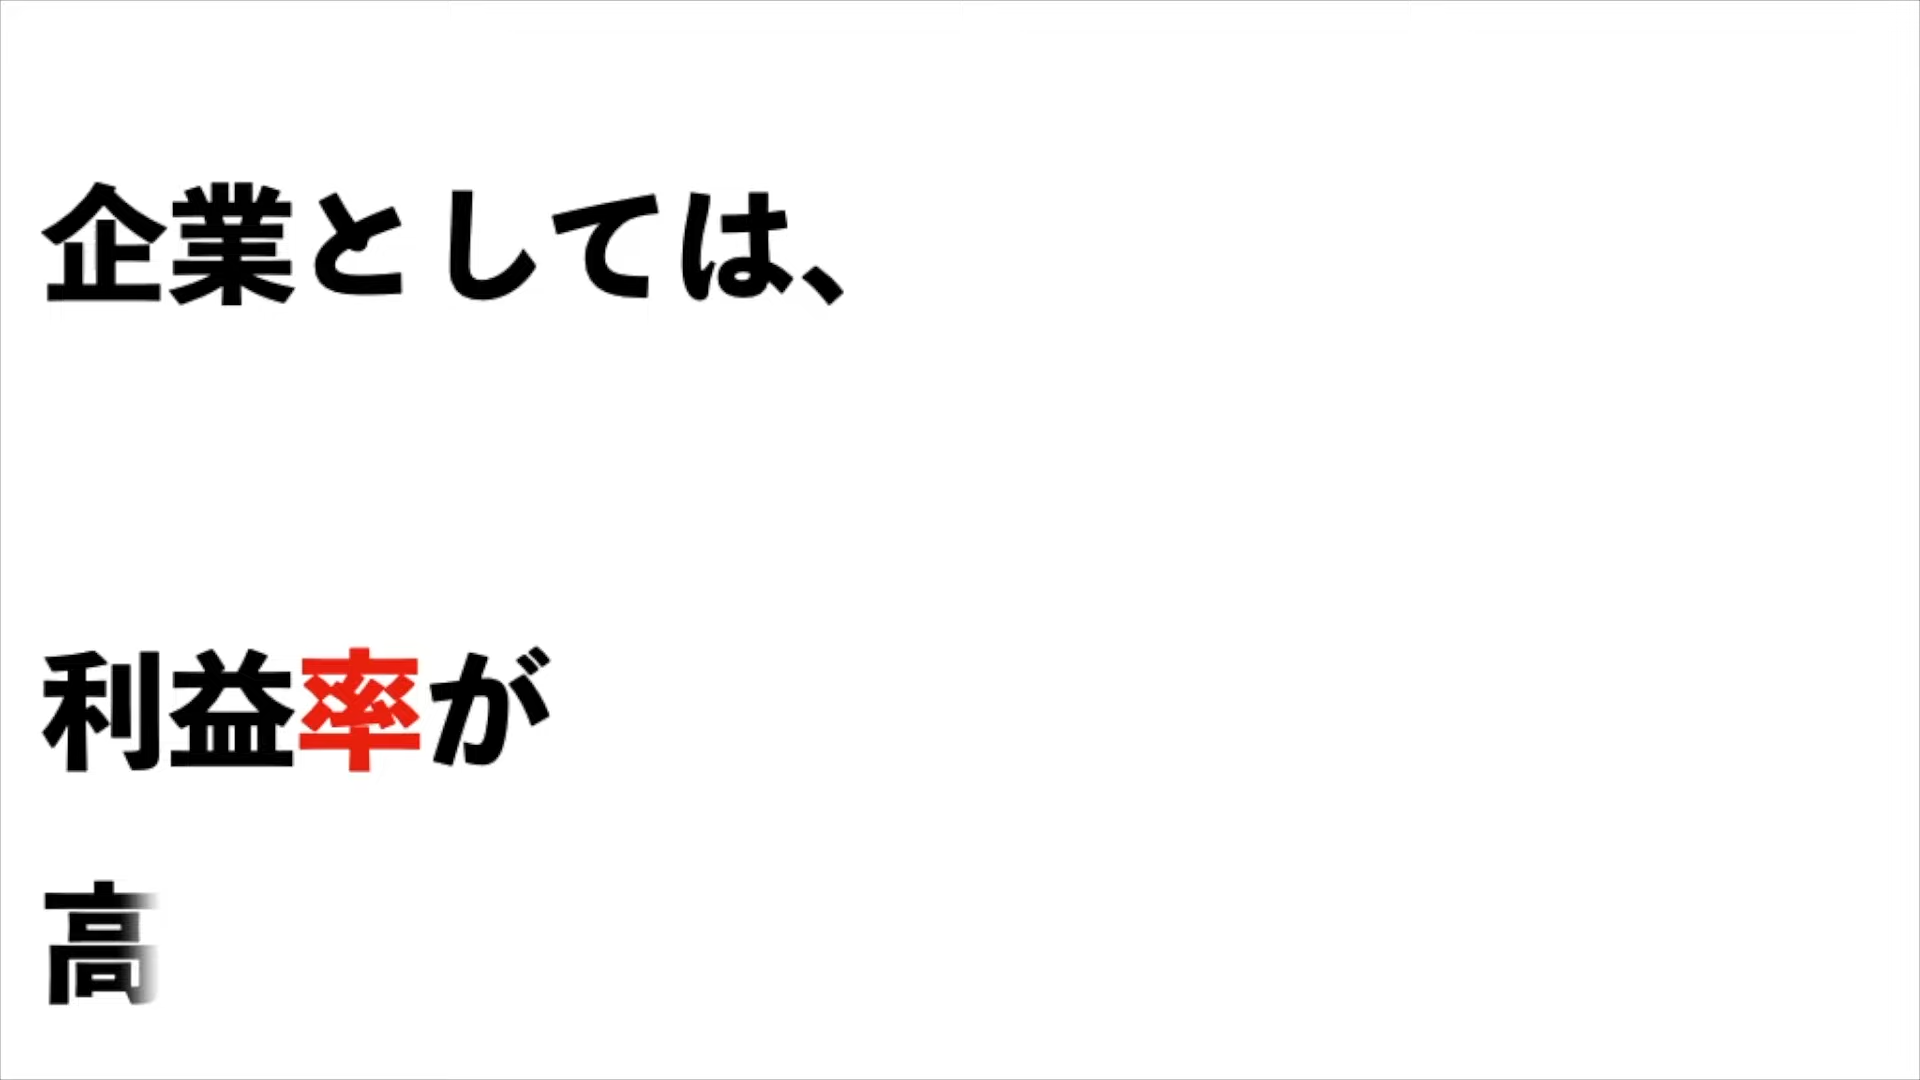 企業としては、
利益率が
高